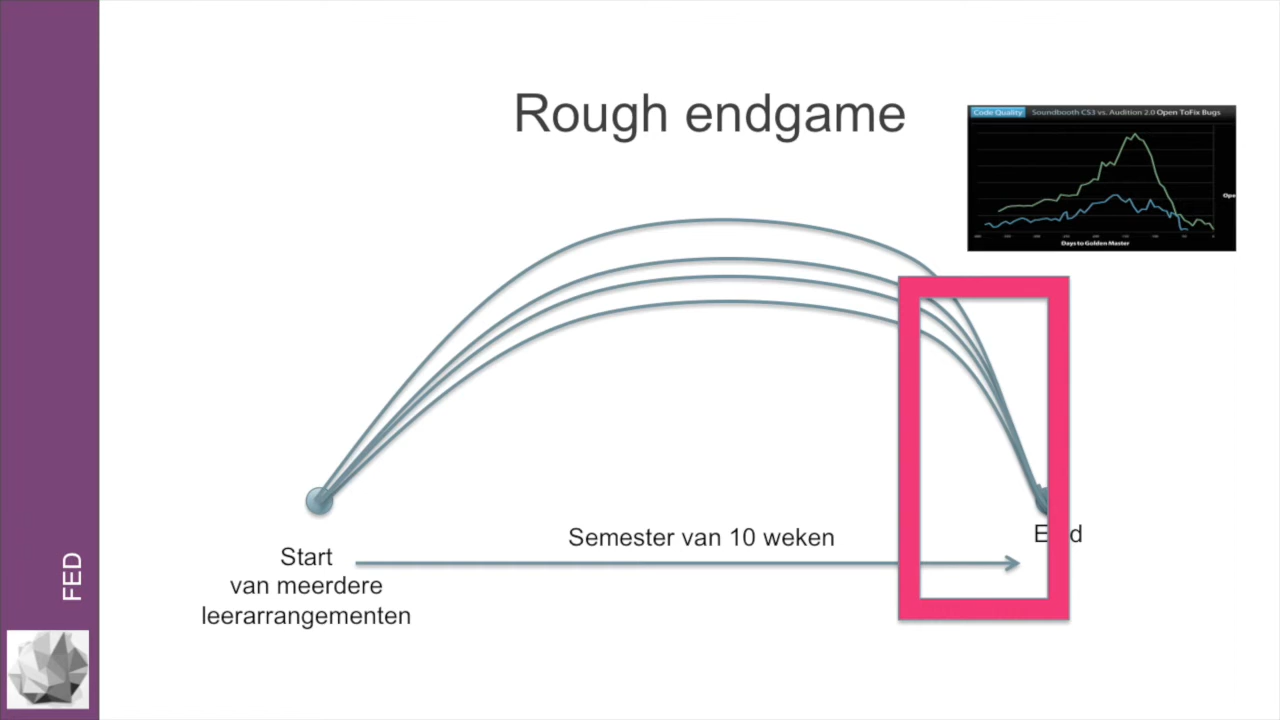 Rough endgame
Code Quality Soundbooth CS3 vs. Audition 2.0 Open ToFix Bugs
Ope
Days to Golden Master
Semester van 10 weken
E d
Start
van meerdere
leerarrangementen
FED